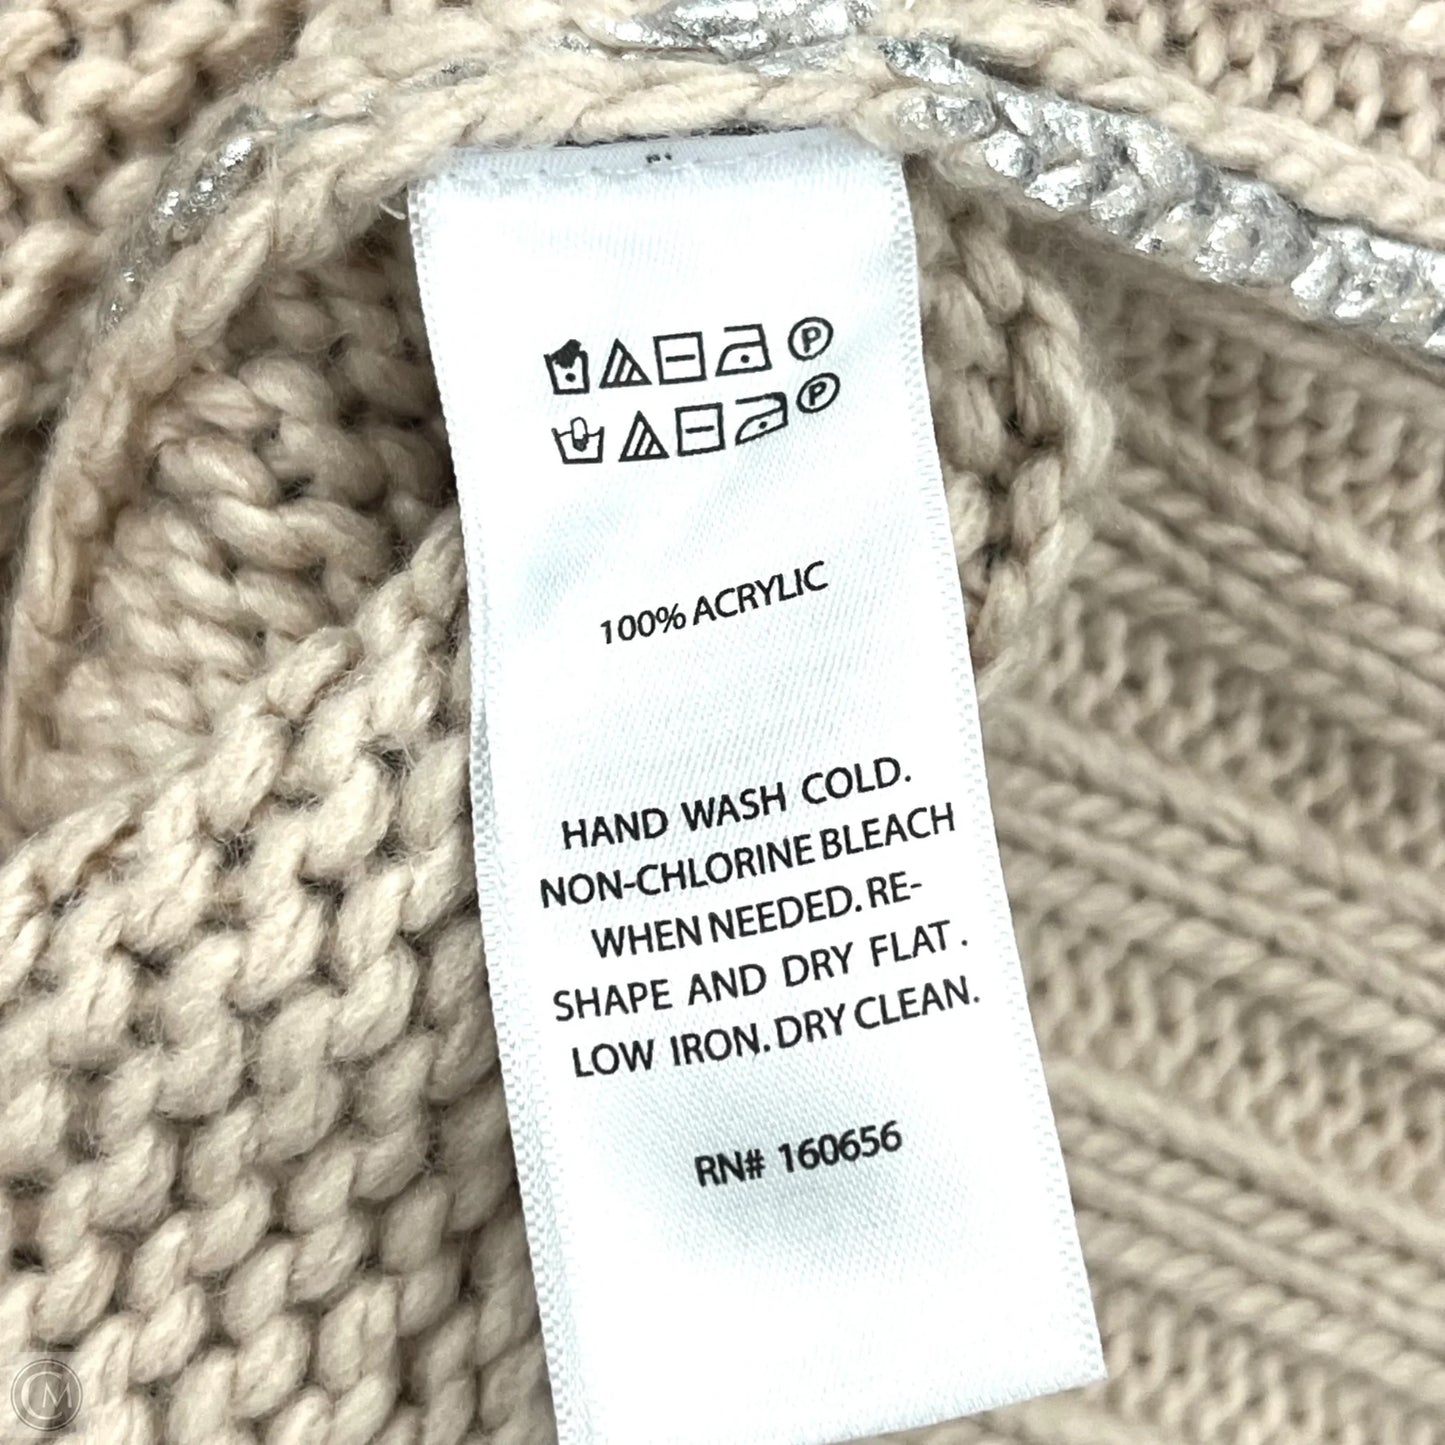 P
P
100% ACRYLIC
HAND WASH COLD.
NON-CHLORINE BLEACH
WHEN NEEDED. RE-
SHAPE AND DRY FLAT .
LOW IRON. DRY CLEAN.
RN# 160656
CM